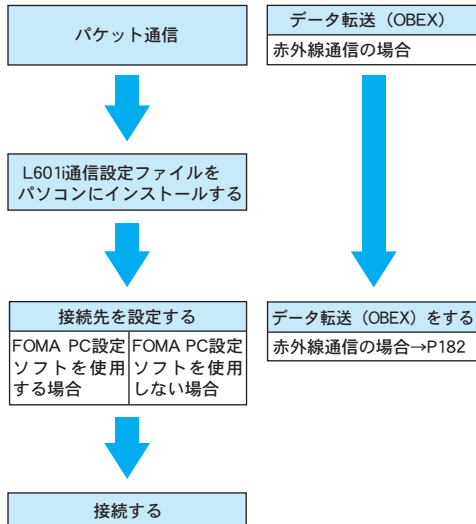 パケット通信
L601i通信設定ファイルを
パソコンにインストールする
接続先を設定する
FOMA PC設定
ソフトを使用
する場合
FOMA PC設定
ソフトを使用
しない場合
接続する
データ転送（OBEX）
赤外線通信の場合
データ転送（OBEX）をする
赤外線通信の場合→P182